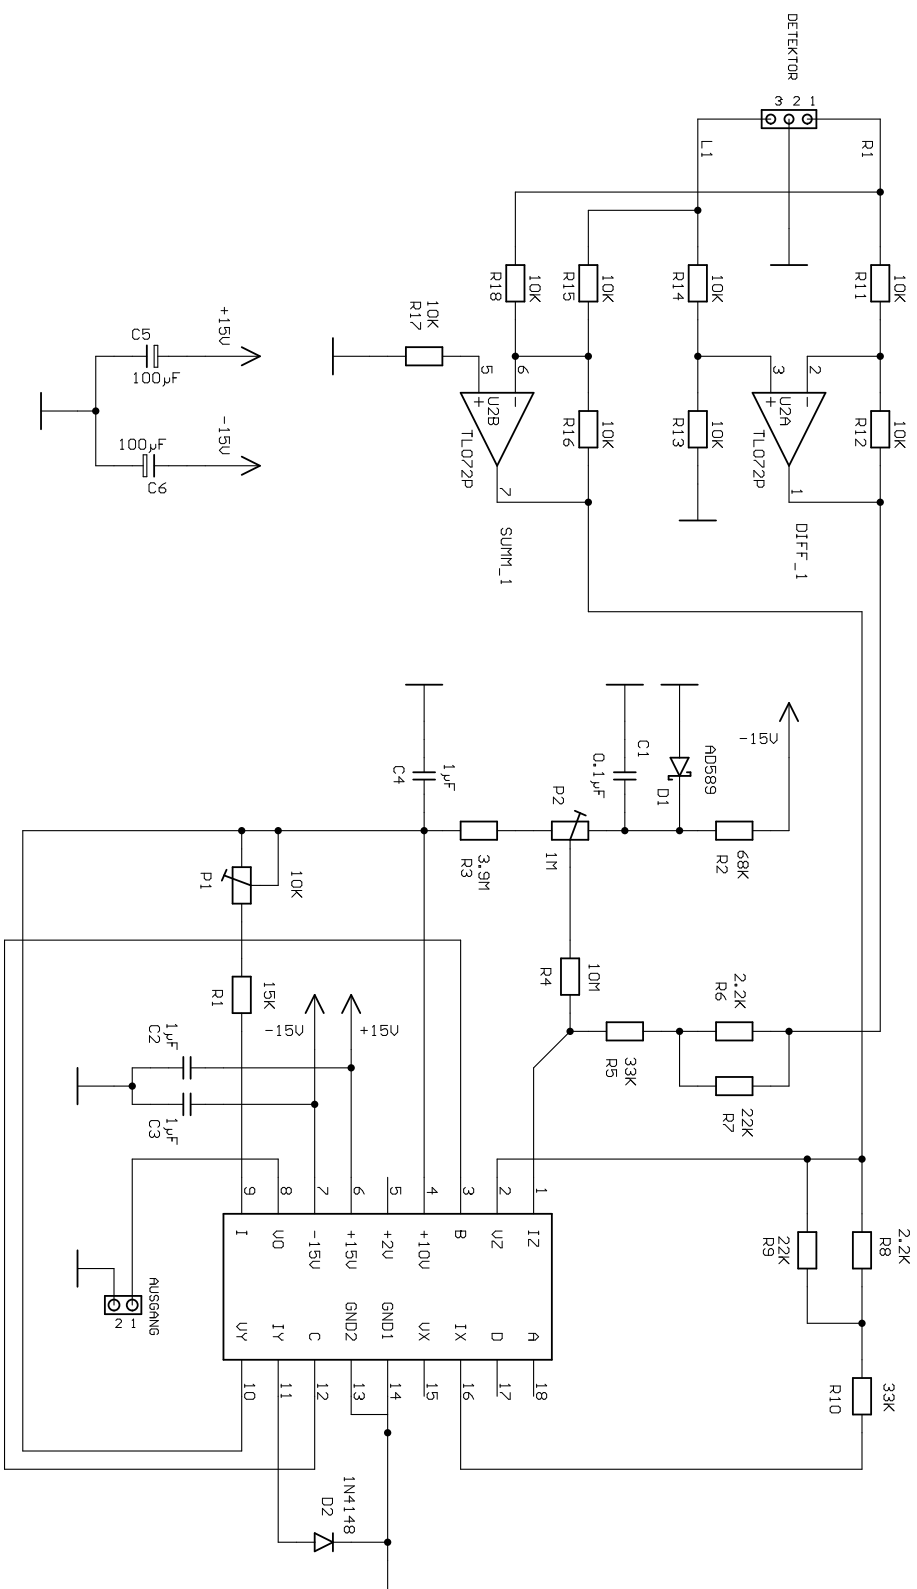 DETEKTOR
3 2 1
L1
R1
10K
R18
10K
R15
10K
R14
10K
R11
10K
R17
5
6
U2B
TL072P
7
3
2
U2A
TL072P
1
10K
R16
10K
R13
10K
R12
SUMM_1
DIFF_1
+15V
C5
100µF
-15V
100µF
C6
-15V
AD589
D1
C1
0.1µF
1µF
C4
P2
1M
3.9M
R3
68K
R2
10K
P1
10M
R4
15K
R1
-15V
+15V
1µF
C2
1µF
C3
2.2K
R6
33K
R5
22K
R7
2.2K
R8
22K
R9
33K
R10
9
8
7
6
5
4
3
2
1
I
VO
-15V
+15V
+2V
+10V
B
VZ
IZ
VY
IY
C
GND2
GND1
VX
IX
D
A
10
11
12
13
14
15
16
17
18
AUSGANG
2 1
1N4148
D2